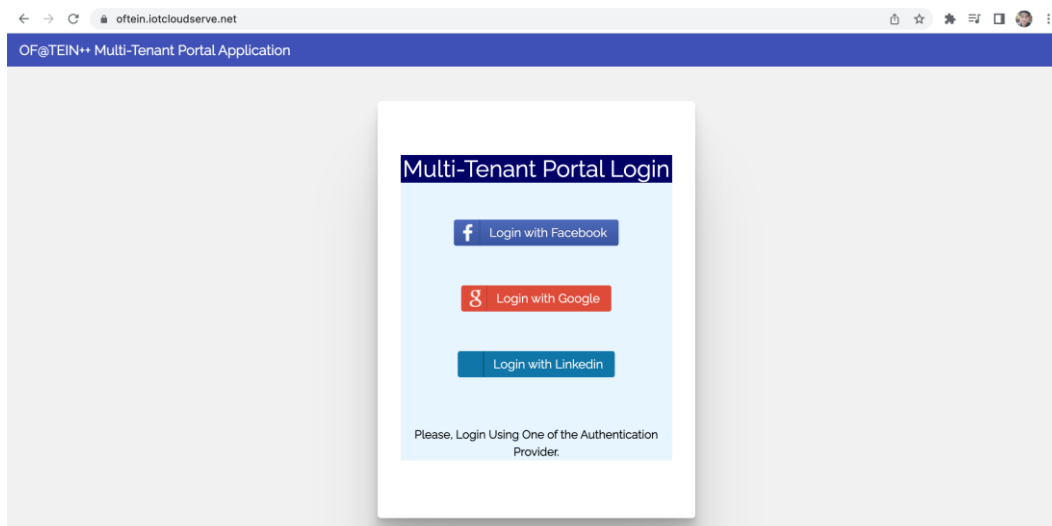 oftein.iotcloudserve.net
OF@TEIN++ Multi-Tenant Portal Application
Multi-Tenant Portal Login
f Login with Facebook
g Login with Google
Login with Linkedin
Please, Login Using One of the Authentication
Provider.